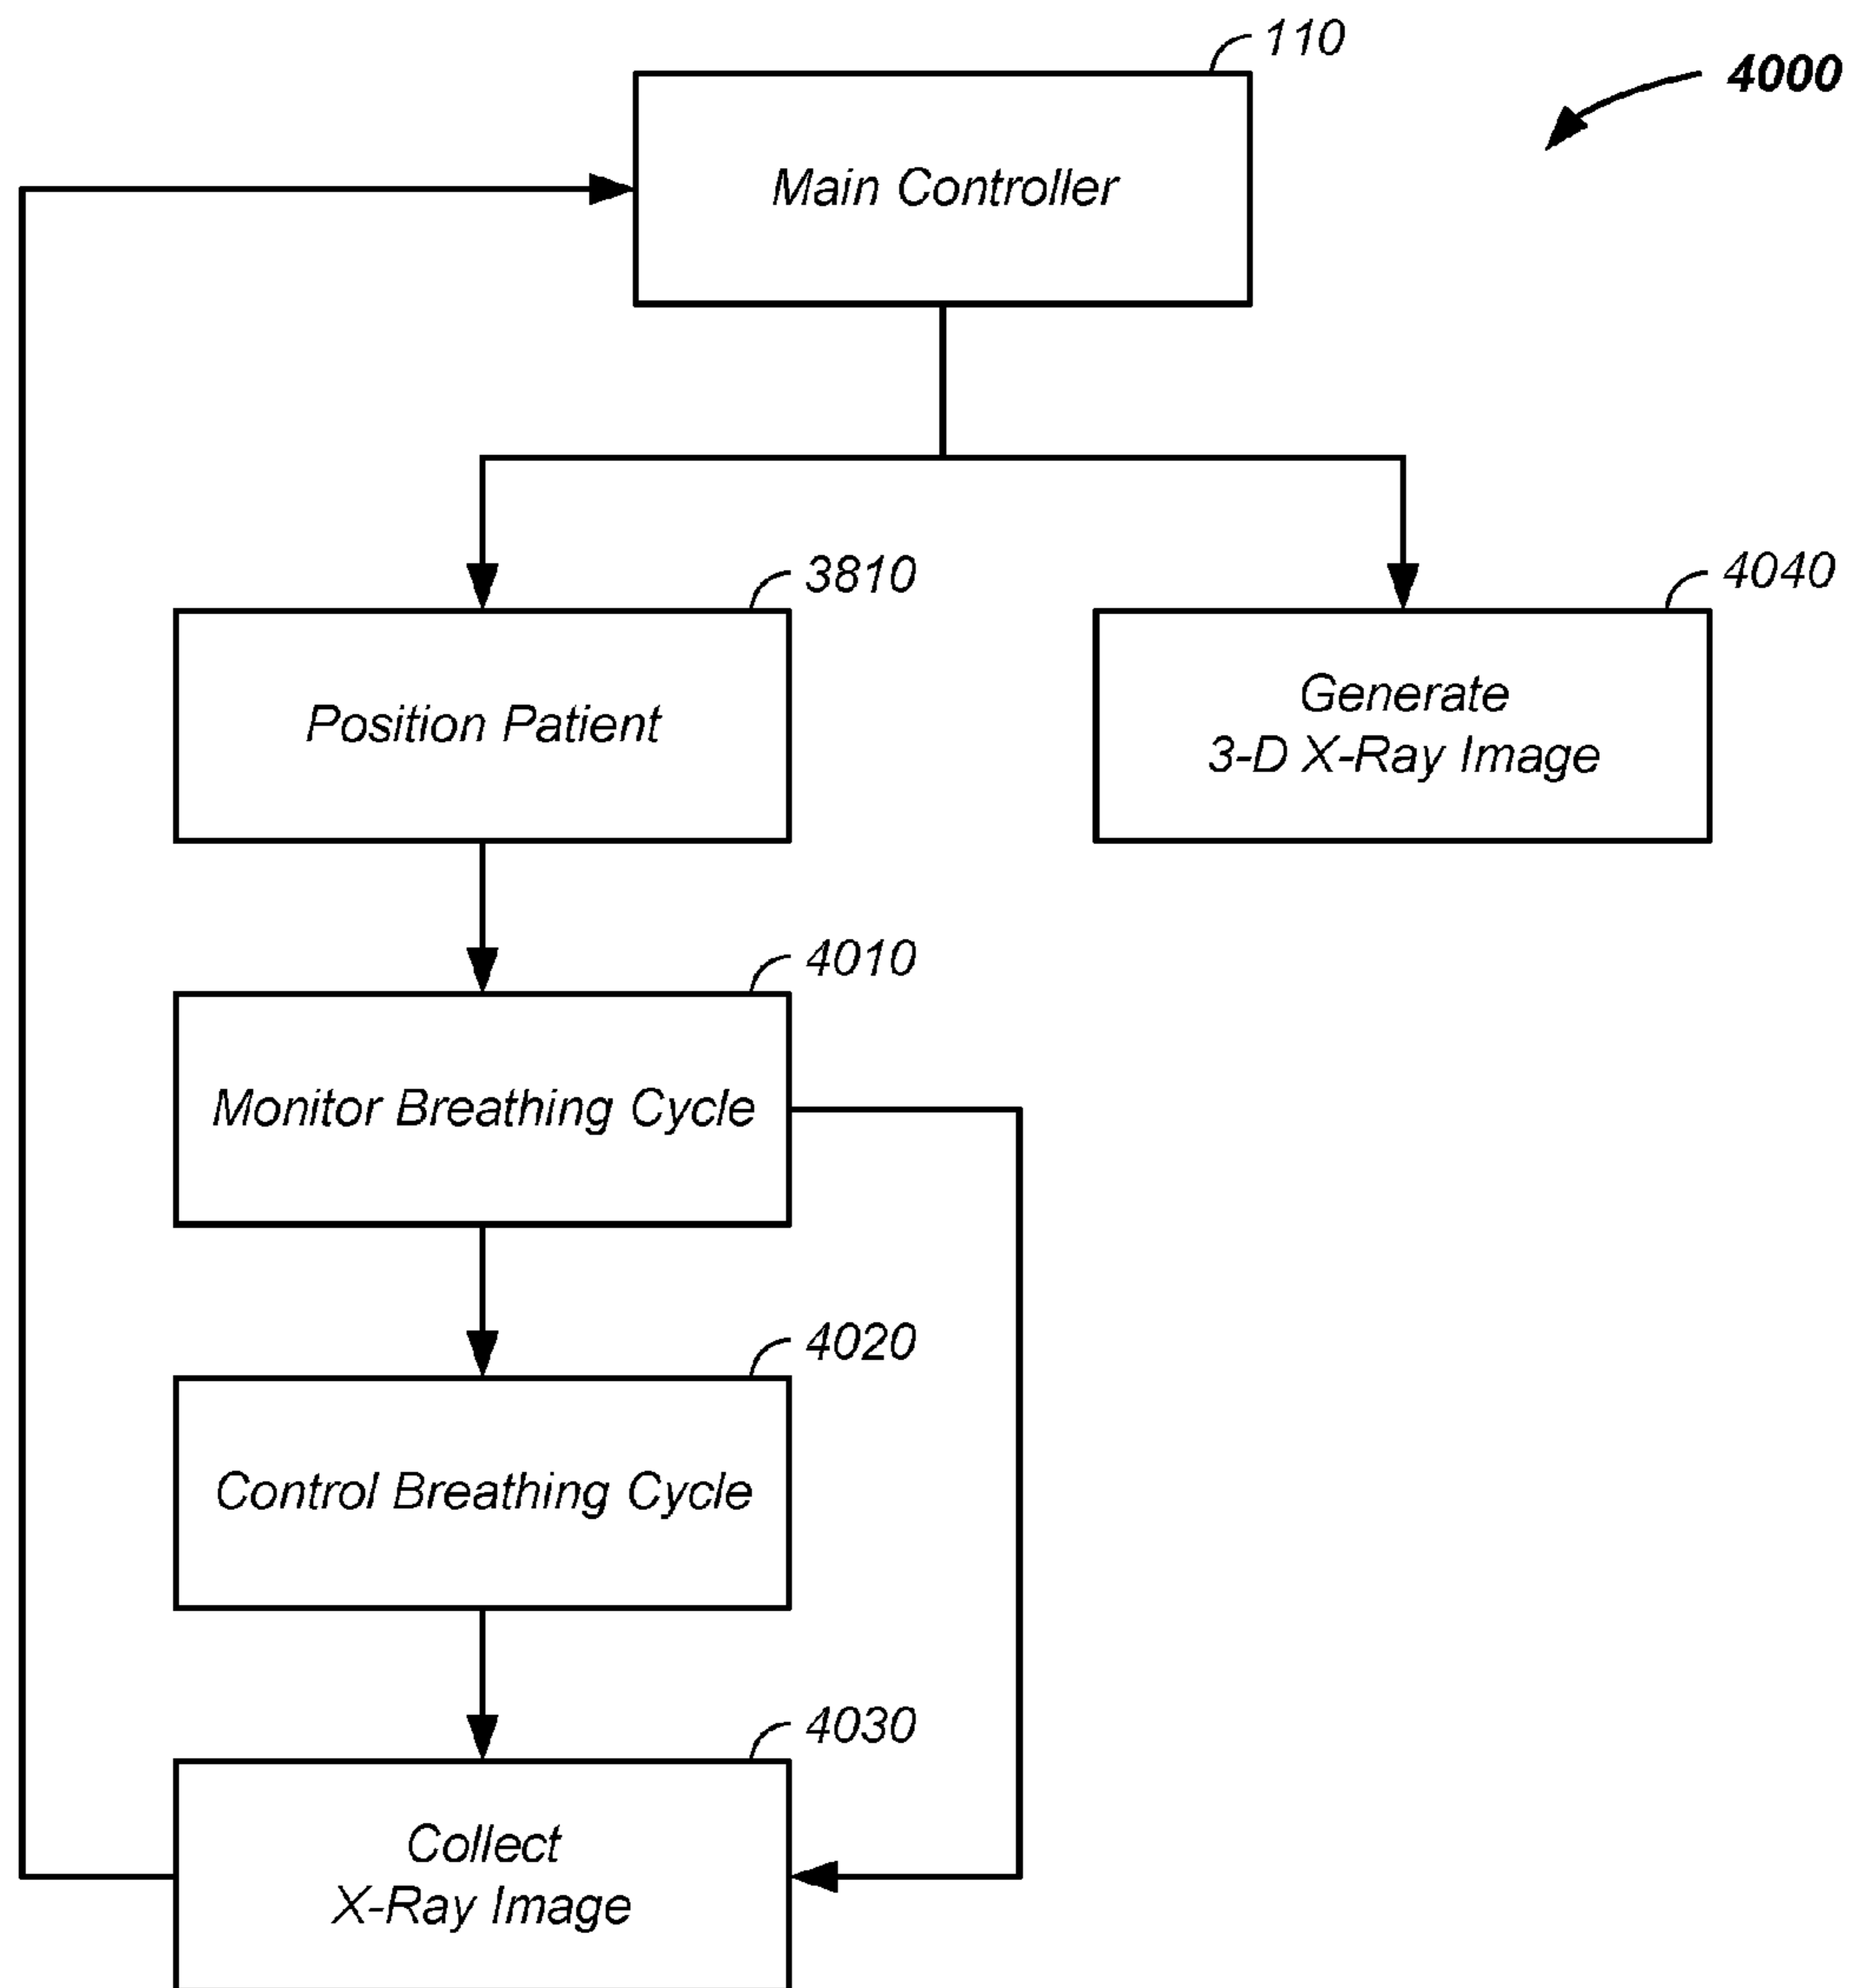 110
4000
Main Controller
3810
4040
Position Patient
Generate
3-D X-Ray Image
4010
Monitor Breathing Cycle
4020
Control Breathing Cycle
4030
Collect
X-Ray Image